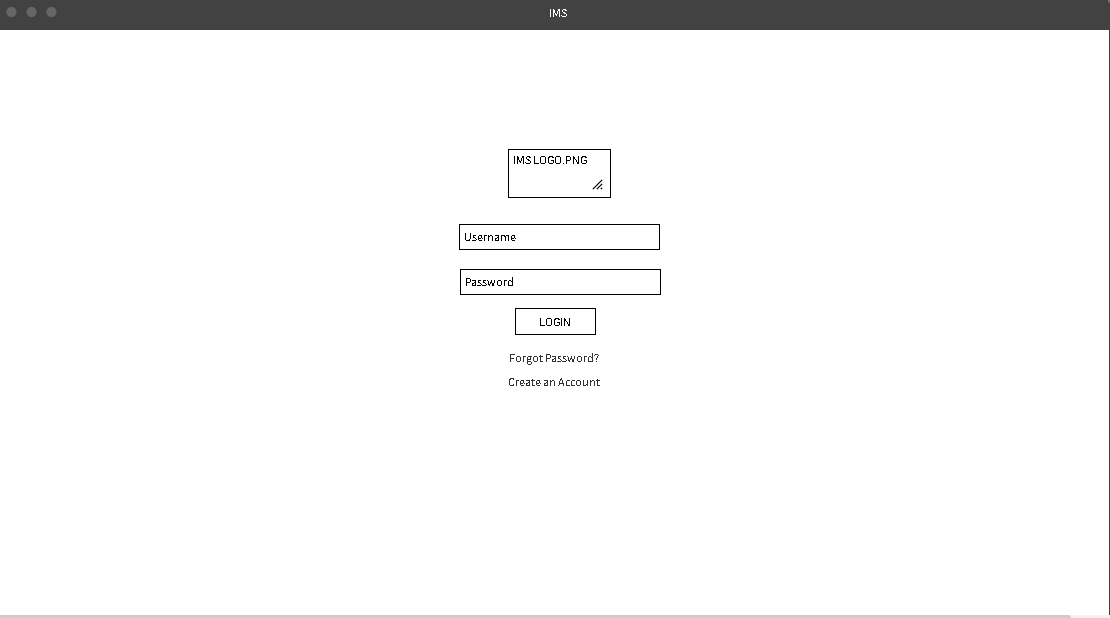 IMS
IMS LOGO.PNG
Username
Password
LOGIN
Forgot Password?
Create an Account